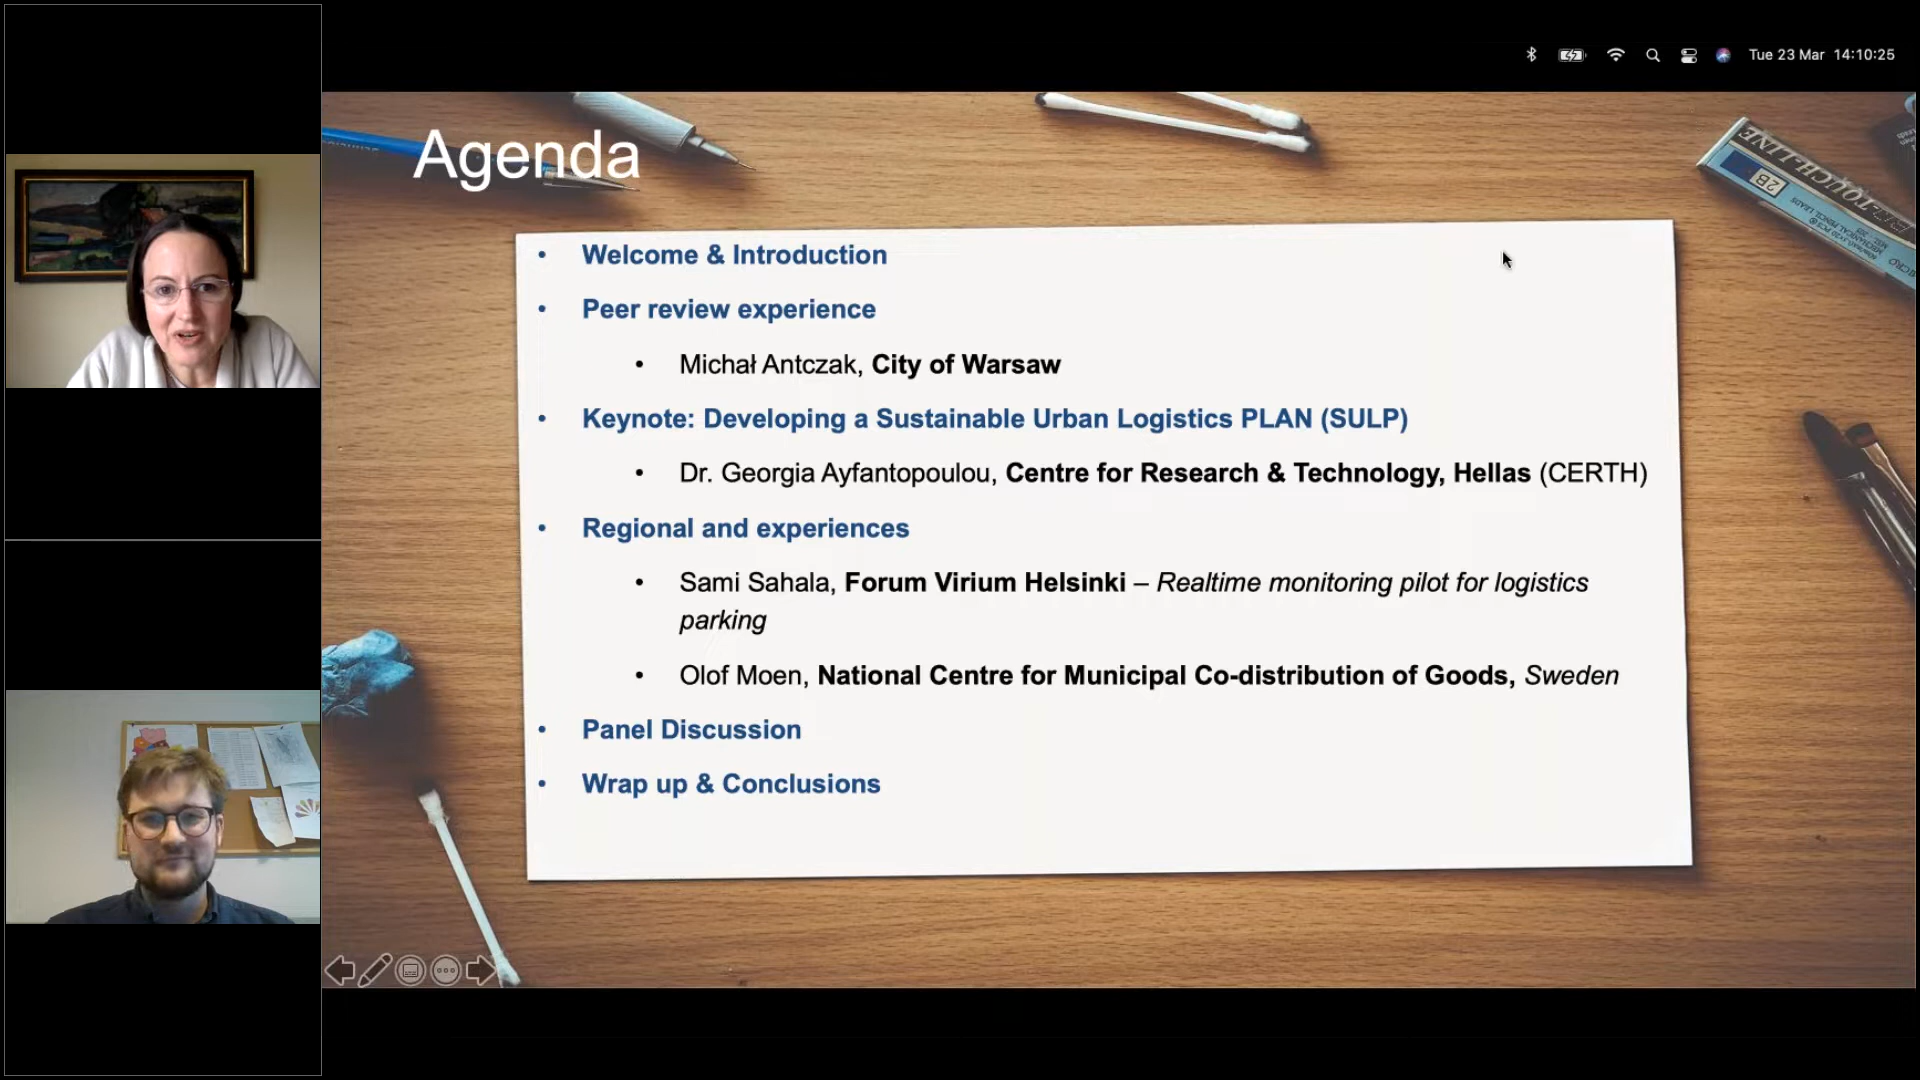 Tue 23 Mar 14:10:25
Agenda
• Welcome & Introduction
• Peer review experience
• Michał Antczak, City of Warsaw
• Keynote: Developing a Sustainable Urban Logistics PLAN (SULP)
• Dr. Georgia Ayfantopoulou, Centre for Research & Technology, Hellas (CERTH)
• Regional and experiences
• Sami Sahala, Forum Virium Helsinki – Realtime monitoring pilot for logistics
parking
• Olof Moen, National Centre for Municipal Co-distribution of Goods, Sweden
• Panel Discussion
• Wrap up & Conclusions
2B